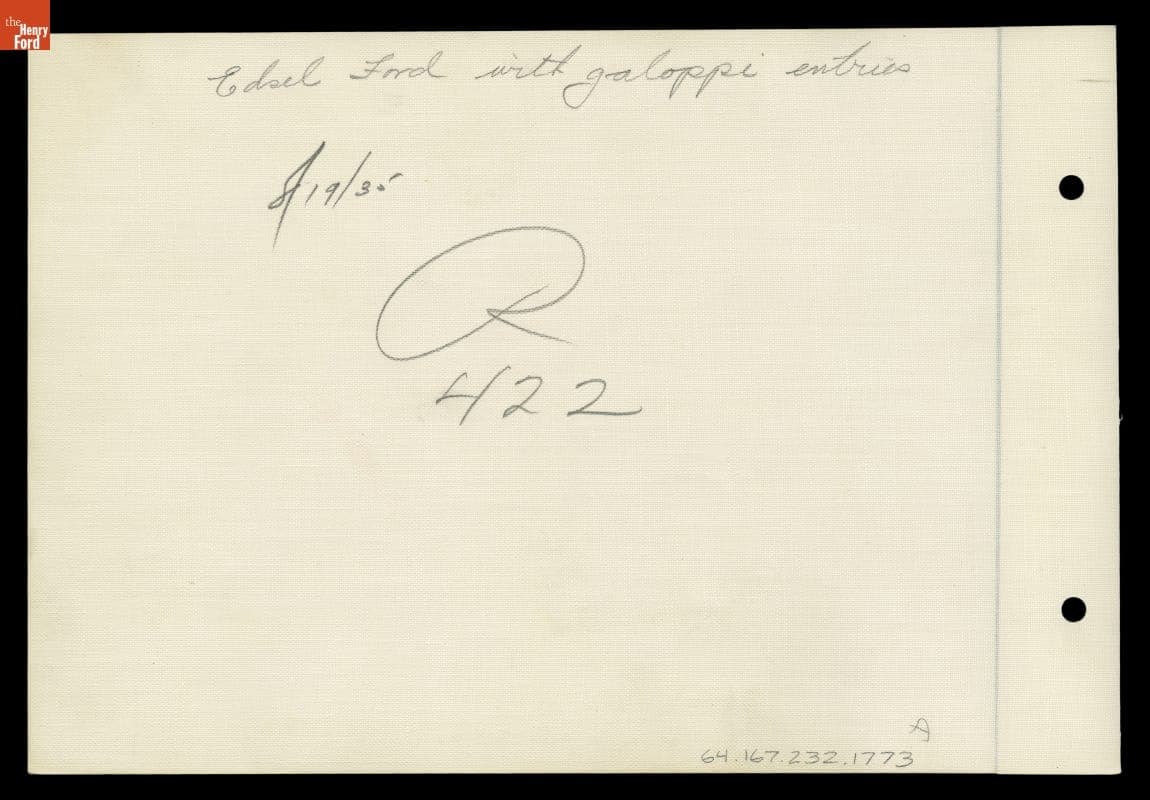 the Henry Ford
Edsel Ford with galoppi entries
8/19/35
R
422
A
64.167.232.1773